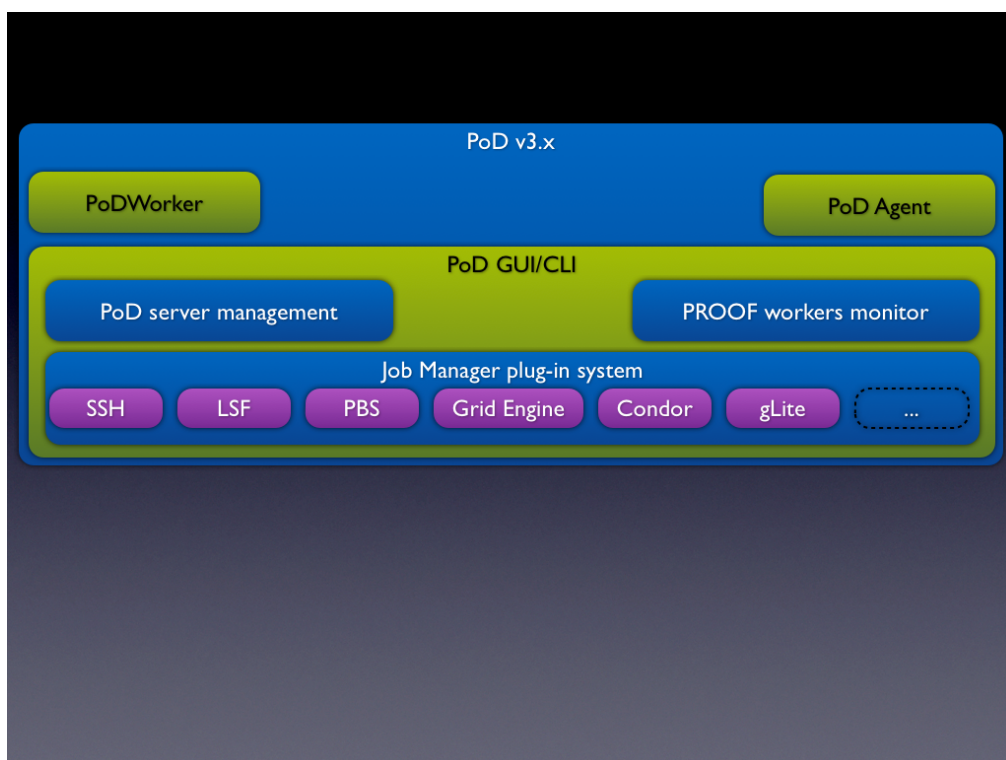 PoD v3.x
PoDWorker
PoD Agent
PoD GUI/CLI
PoD server management
PROOF workers monitor
Job Manager plug-in system
SSH
LSF
PBS
Grid Engine
Condor
gLite
...